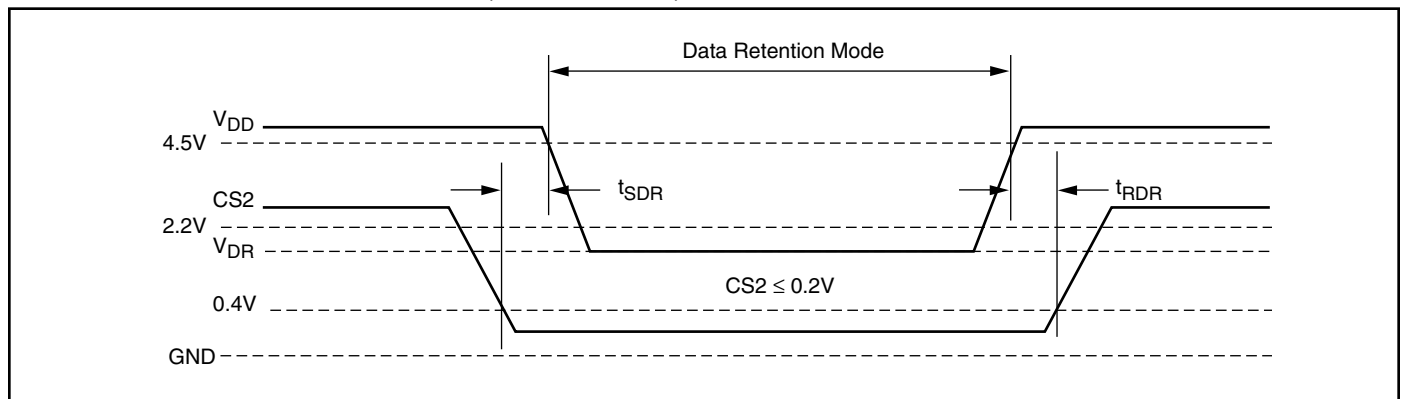 Data Retention Mode
VDD
4.5V
tSDR
tRDR
CS2
2.2V
VDR
CS2 ≤ 0.2V
0.4V
GND